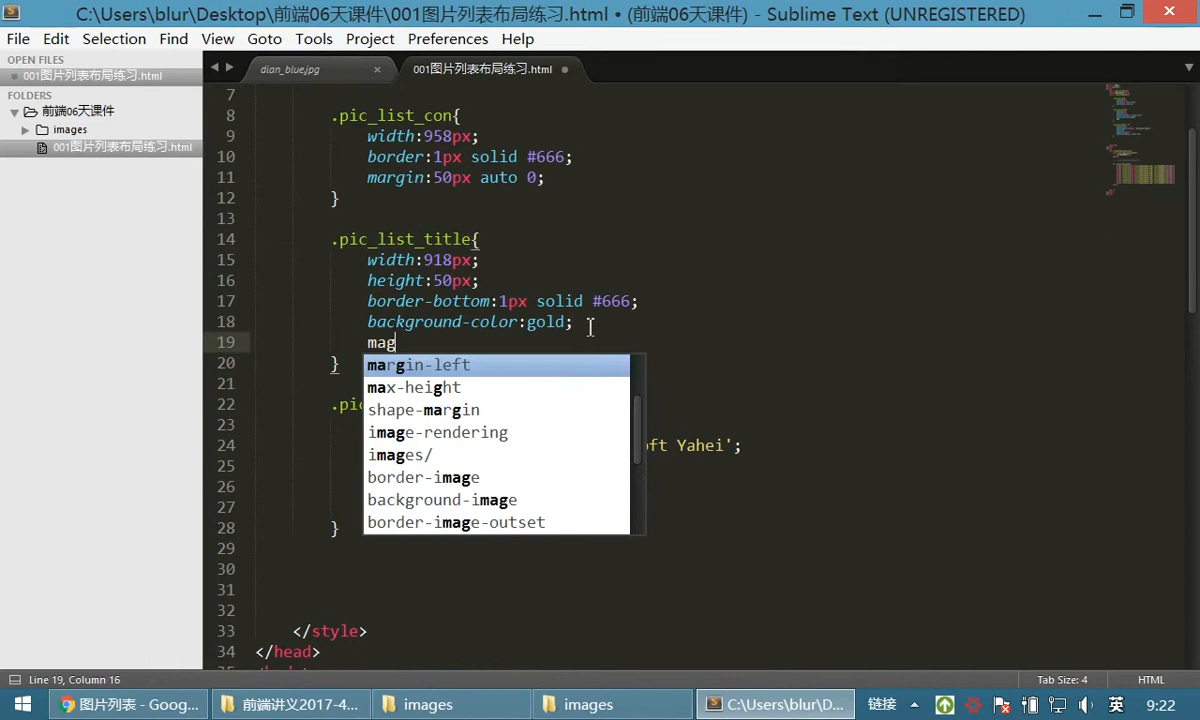 C:\Users\blur\Desktop\前端06天课件\001图片列表布局练习.html • (前端06天课件) - Sublime Text (UNREGISTERED)
File Edit Selection Find View Goto Tools Project Preferences Help
OPEN FILES
001图片列表布局练习.html
FOLDERS
前端06天课件
images
001图片列表布局练习.html
dian_blue.jpg × 001图片列表布局练习.html
7
8 .pic_list_con{
9 width:958px;
10 border:1px solid #666;
11 margin:50px auto 0;
12 }
13
14 .pic_list_title{
15 width:918px;
16 height:50px;
17 border-bottom:1px solid #666;
18 background-color:gold;
19 mag
20 }
21
22 .pic
23
24 oft Yahei';
25
26
27
28 }
29
30
31
32
33 </style>
34 </head>
margin-left
max-height
shape-margin
image-rendering
images/
border-image
background-image
border-image-outset
Line 19, Column 16 Tab Size: 4 HTML
图片列表 - Goog... 前端讲义2017-4... images images C:\Users\blur\D... 链接 英 9:22